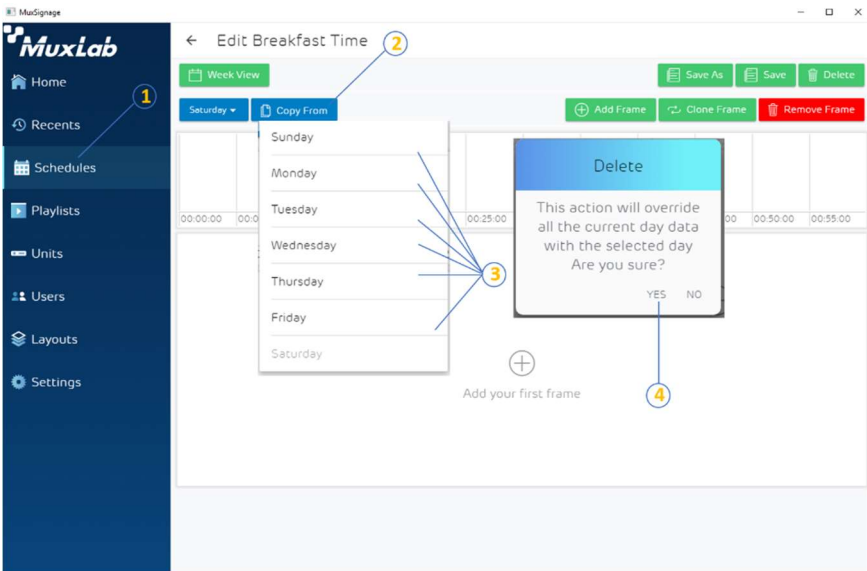 MuxSignage
MuxLab
Home
Recents
Schedules
Playlists
Units
Users
Layouts
Settings
1
Edit Breakfast Time
2
Week View
Save As
Save
Delete
Saturday
Copy From
Add Frame
Clone Frame
Remove Frame
Sunday
Monday
Tuesday
Wednesday
Thursday
Friday
Saturday
3
00:00:00
00:25:00
00:50:00
00:55:00
Delete
This action will override
all the current day data
with the selected day
Are you sure?
YES NO
4
Add your first frame